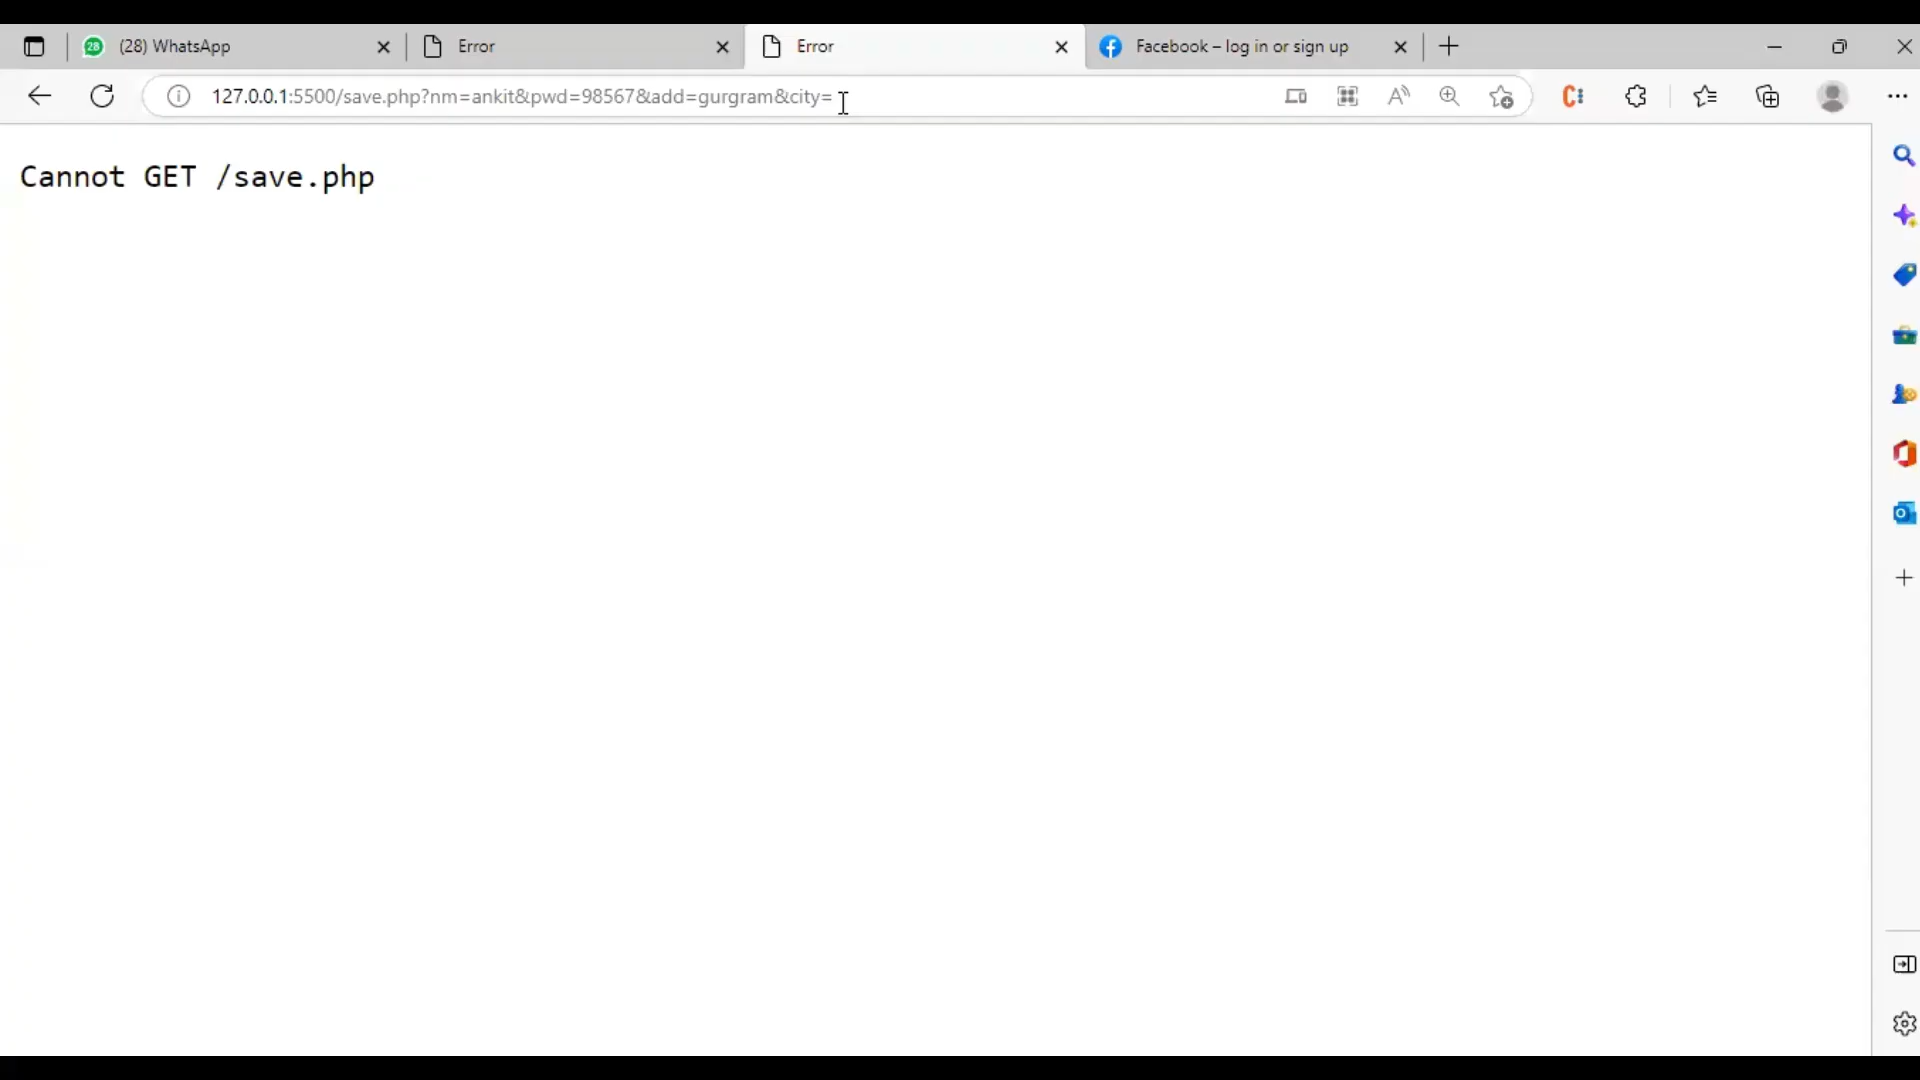 28 (28) WhatsApp Error Error Facebook – log in or sign up
127.0.0.1:5500/save.php?nm=ankit&pwd=98567&add=gurgram&city=
Cannot GET /save.php